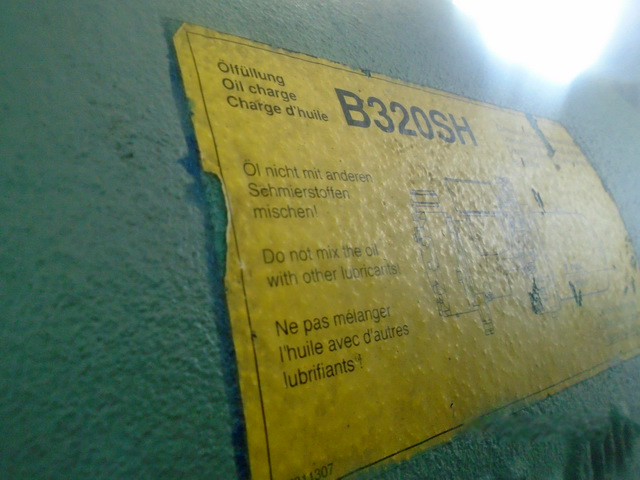 Ölfüllung
Oil charge
Charge d'huile
B320SH
Öl nicht mit anderen
Schmierstoffen
mischen!
Do not mix the oil
with other lubricants!
Ne pas mélanger
l'huile avec d'autres
lubrifiants !